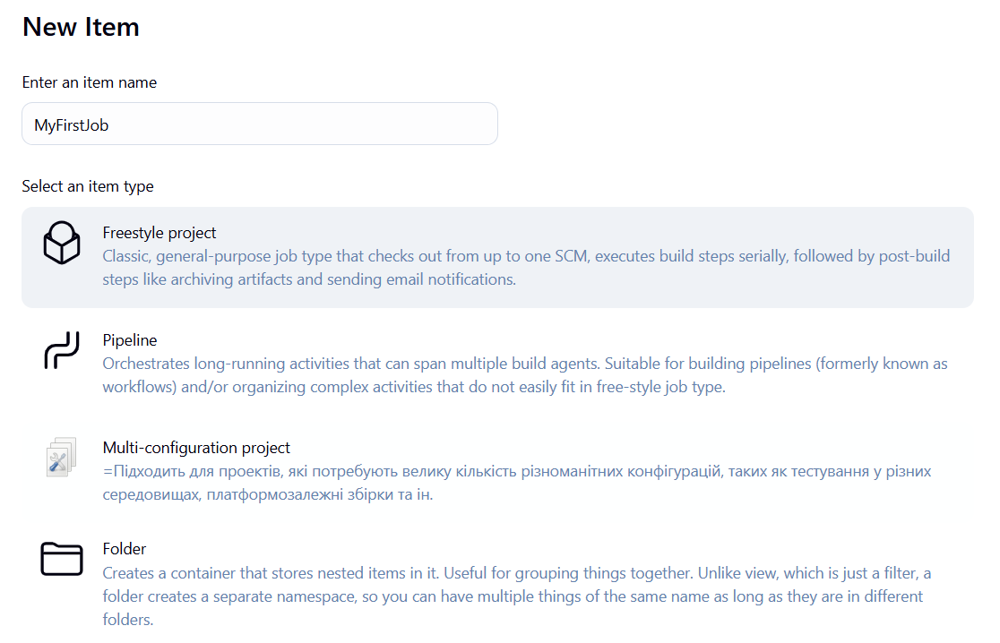 New Item
Enter an item name
MyFirstJob
Select an item type
Freestyle project
Classic, general-purpose job type that checks out from up to one SCM, executes build steps serially, followed by post-build
steps like archiving artifacts and sending email notifications.
Pipeline
Orchestrates long-running activities that can span multiple build agents. Suitable for building pipelines (formerly known as
workflows) and/or organizing complex activities that do not easily fit in free-style job type.
Multi-configuration project
=Підходить для проектів, які потребують велику кількість різноманітних конфігурацій, таких як тестування у різних
середовищах, платформозалежні збірки та ін.
Folder
Creates a container that stores nested items in it. Useful for grouping things together. Unlike view, which is just a filter, a
folder creates a separate namespace, so you can have multiple things of the same name as long as they are in different
folders.